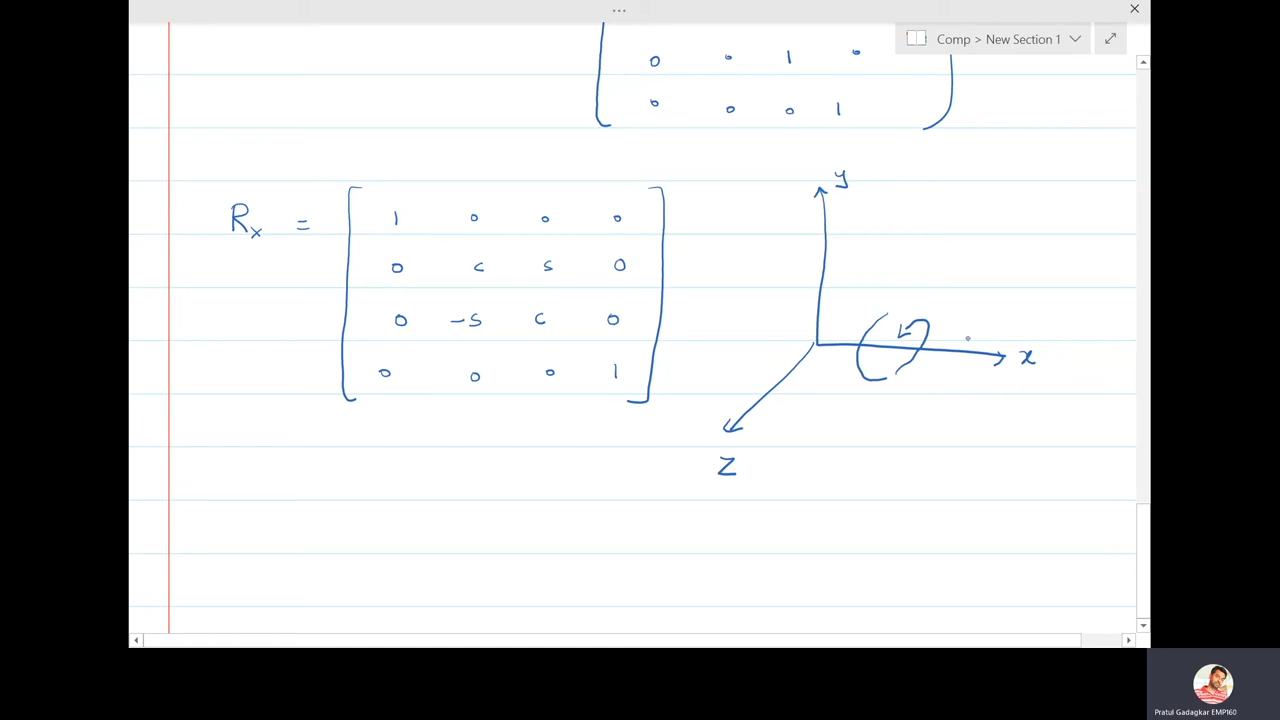 Comp > New Section 1
0 0 1 0
0 0 0 1
y
Rx = 1 0 0 0
0 c s 0
0 -s c 0
0 0 0 1
x
Z
Pratul Gadagkar EMP160